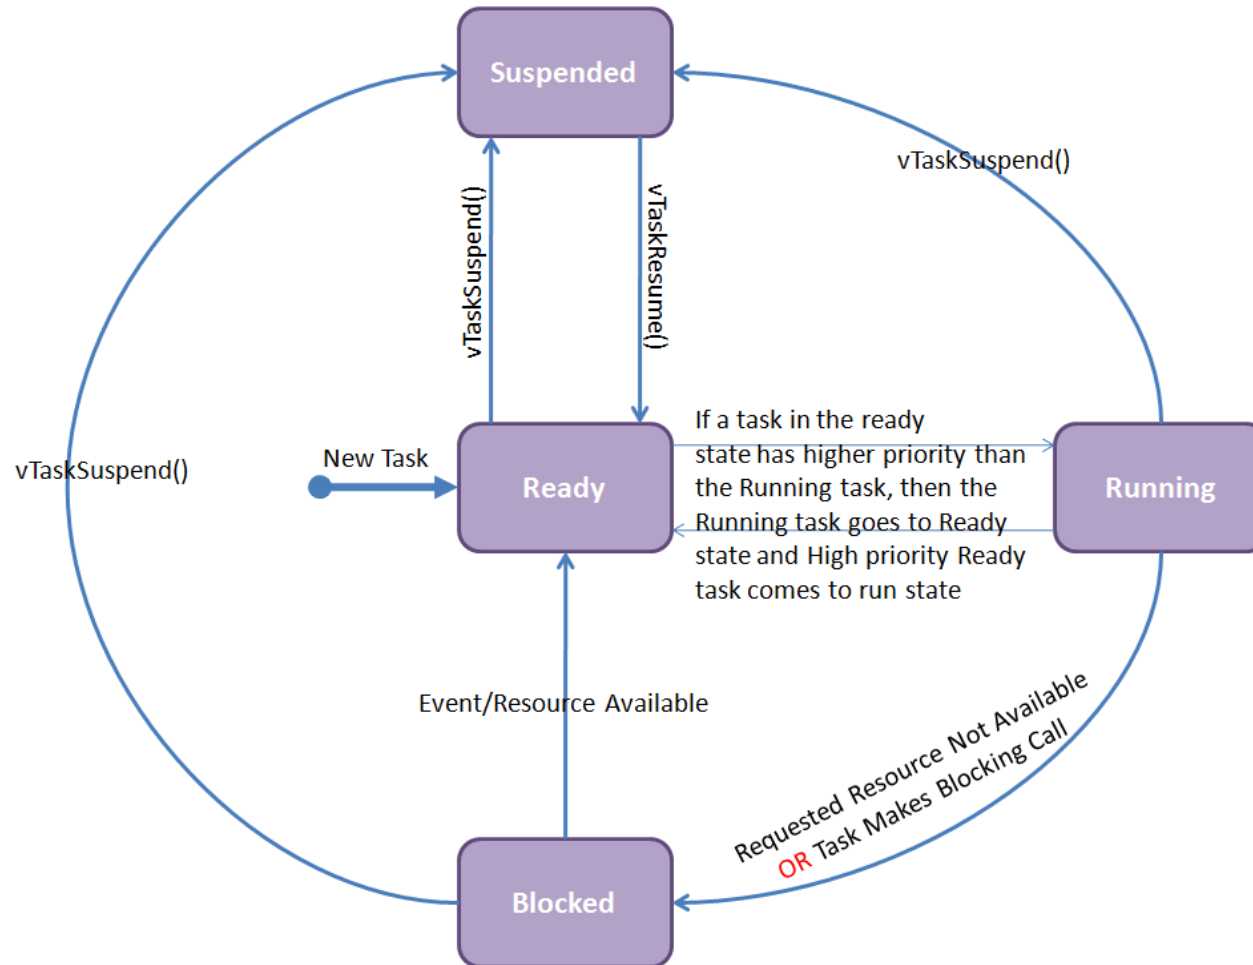 Suspended
vTaskSuspend()
vTaskSuspend()
vTaskResume()
vTaskSuspend()
New Task
Ready
If a task in the ready
state has higher priority than
the Running task, then the
Running task goes to Ready
state and High priority Ready
task comes to run state
Running
Event/Resource Available
Requested Resource Not Available
OR Task Makes Blocking Call
Blocked